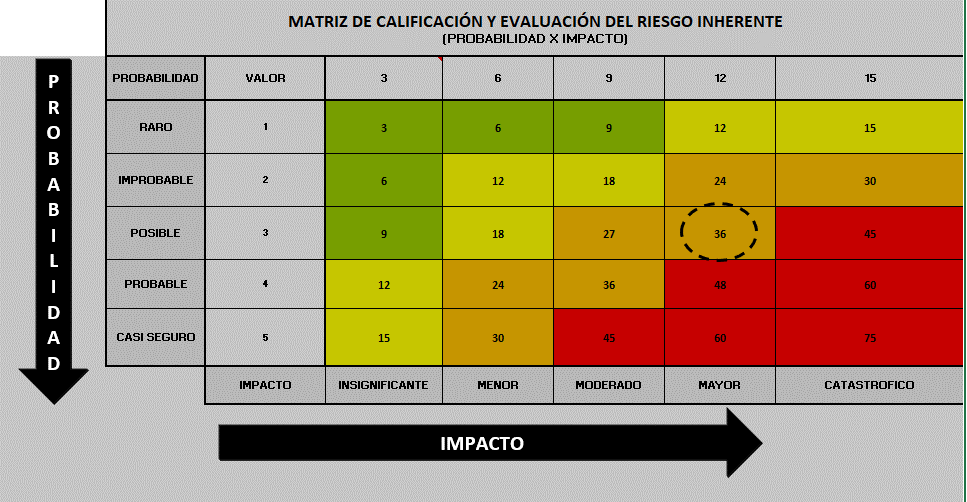 MATRIZ DE CALIFICACIÓN Y EVALUACIÓN DEL RIESGO INHERENTE
(PROBABILIDAD X IMPACTO)
PROBABILIDAD
PROBABILIDAD VALOR 3 6 9 12 15
RARO 1 3 6 9 12 15
IMPROBABLE 2 6 12 18 24 30
POSIBLE 3 9 18 27 36 45
PROBABLE 4 12 24 36 48 60
CASI SEGURO 5 15 30 45 60 75
IMPACTO INSIGNIFICANTE MENOR MODERADO MAYOR CATASTROFICO
IMPACTO